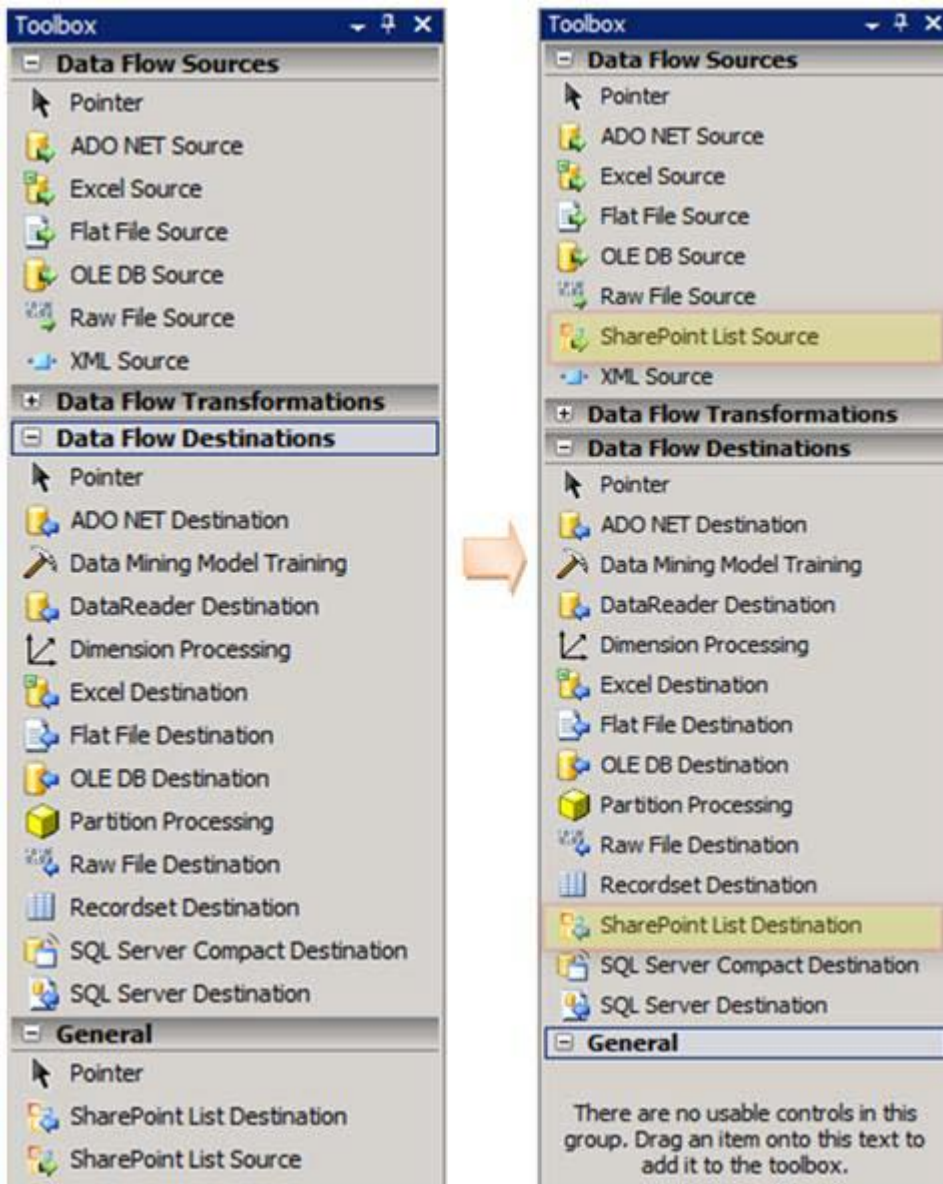 Toolbox
Data Flow Sources
Pointer
ADO NET Source
Excel Source
Flat File Source
OLE DB Source
Raw File Source
XML Source
Data Flow Transformations
Data Flow Destinations
Pointer
ADO NET Destination
Data Mining Model Training
DataReader Destination
Dimension Processing
Excel Destination
Flat File Destination
OLE DB Destination
Partition Processing
Raw File Destination
Recordset Destination
SQL Server Compact Destination
SQL Server Destination
General
Pointer
SharePoint List Destination
SharePoint List Source
Toolbox
Data Flow Sources
Pointer
ADO NET Source
Excel Source
Flat File Source
OLE DB Source
Raw File Source
SharePoint List Source
XML Source
Data Flow Transformations
Data Flow Destinations
Pointer
ADO NET Destination
Data Mining Model Training
DataReader Destination
Dimension Processing
Excel Destination
Flat File Destination
OLE DB Destination
Partition Processing
Raw File Destination
Recordset Destination
SharePoint List Destination
SQL Server Compact Destination
SQL Server Destination
General
There are no usable controls in this
group. Drag an item onto this text to
add it to the toolbox.